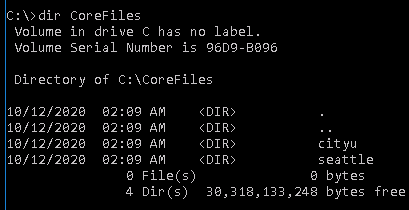 C:\>dir CoreFiles
 Volume in drive C has no label.
 Volume Serial Number is 96D9-B096

 Directory of C:\CoreFiles

10/12/2020  02:09 AM    <DIR>          .
10/12/2020  02:09 AM    <DIR>          ..
10/12/2020  02:09 AM    <DIR>          cityu
10/12/2020  02:09 AM    <DIR>          seattle
               0 File(s)              0 bytes
               4 Dir(s)  30,318,133,248 bytes free